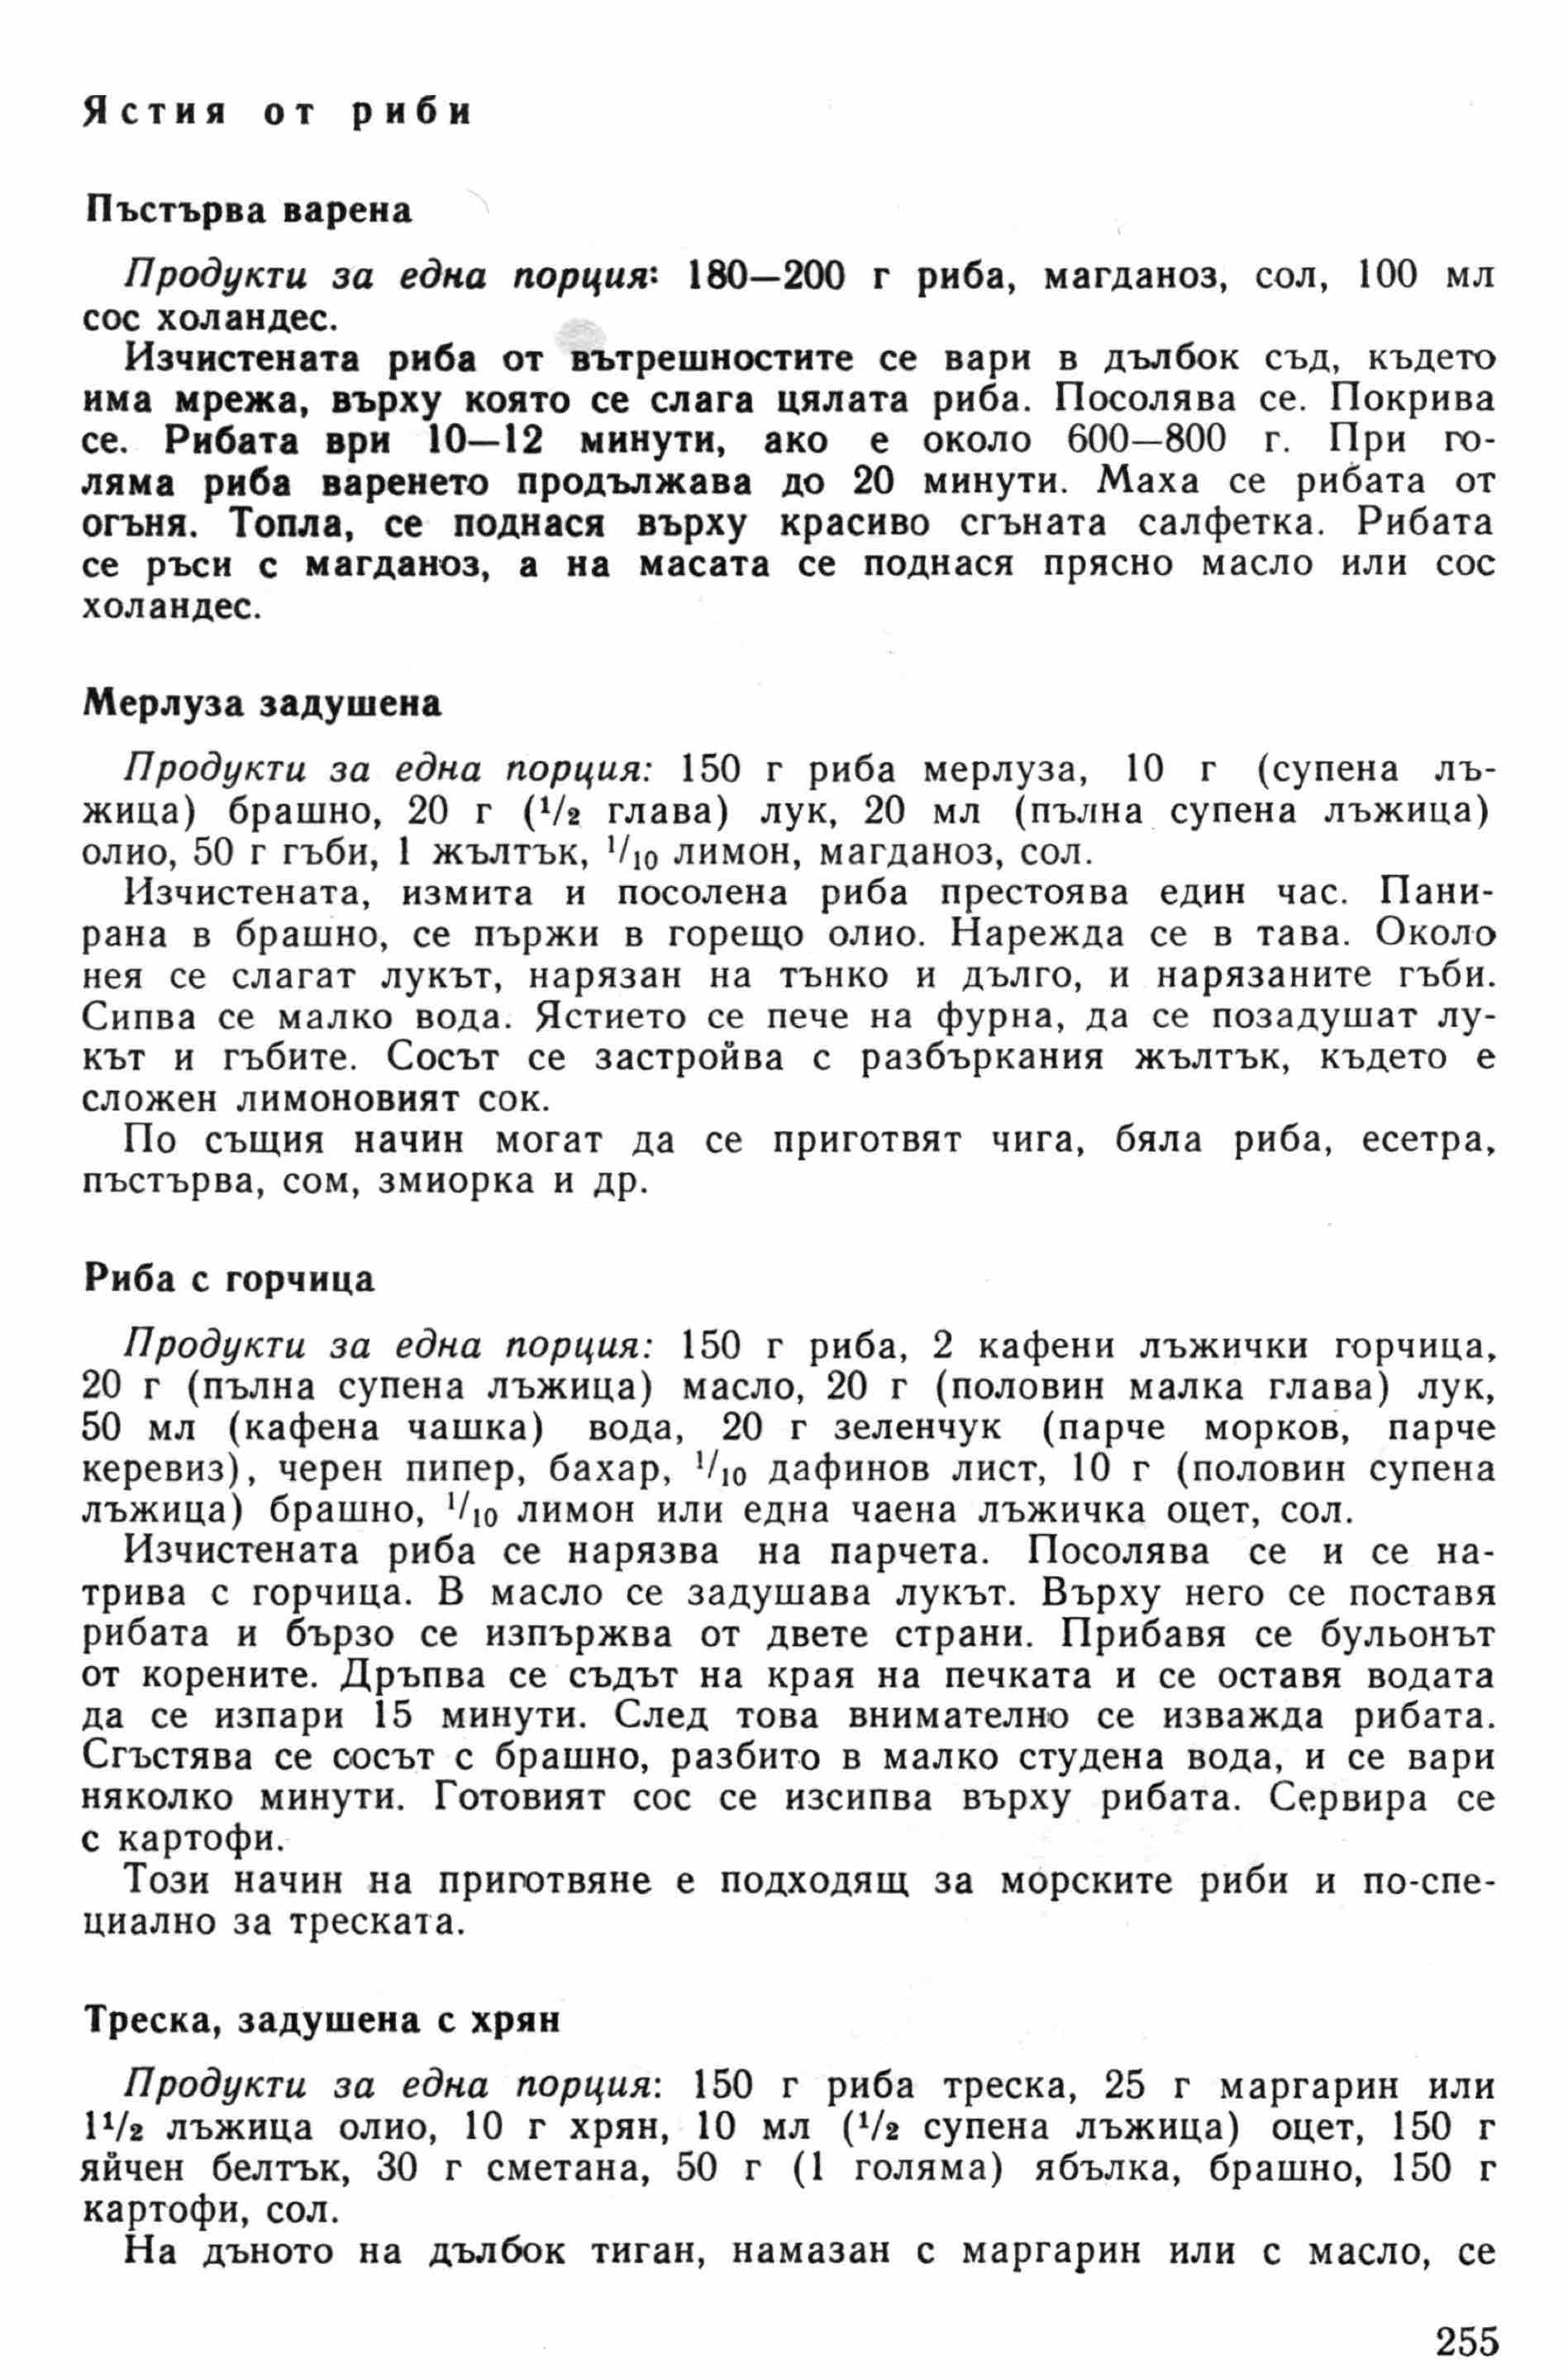 Ястия от риби
Пъстърва варена
Продукти за една порция: 180—200 г риба, магданоз, сол, 100 мл
сос холандес.
Изчистената риба от вътрешностите се вари в дълбок съд, където
има мрежа, върху която се слага цялата риба. Посолява се. Покрива
се. Рибата ври 10—12 минути, ако е около 600—800 г. При го-
ляма риба варенето продължава до 20 минути. Маха се рибата от
огъня. Топла, се поднася върху красиво сгъната салфетка. Рибата
се ръси с магданоз, а на масата се поднася прясно масло или сос
холандес.
Мерлуза задушена
Продукти за една порция: 150 г риба мерлуза, 10 г (супена лъ-
жица) брашно, 20 г (1/2 глава) лук, 20 мл (пълна супена лъжица)
олио, 50 г гъби, 1 жълтък, 1/10 лимон, магданоз, сол.
Изчистената, измита и посолена риба престоява един час. Пани-
рана в брашно, се пържи в горещо олио. Нарежда се в тава. Около
нея се слагат лукът, нарязан на тънко и дълго, и нарязаните гъби.
Сипва се малко вода. Ястието се пече на фурна, да се позадушат лу-
кът и гъбите. Сосът се застройва с разбъркания жълтък, където е
сложен лимоновият сок.
По същия начин могат да се приготвят чига, бяла риба, есетра,
пъстърва, сом, змиорка и др.
Риба с горчица
Продукти за една порция: 150 г риба, 2 кафени лъжички горчица,
20 г (пълна супена лъжица) масло, 20 г (половин малка глава) лук,
50 мл (кафена чашка) вода, 20 г зеленчук (парче морков, парче
керевиз), черен пипер, бахар, 1/10 дафинов лист, 10 г (половин супена
лъжица) брашно, 1/10 лимон или една чаена лъжичка оцет, сол.
Изчистената риба се нарязва на парчета. Посолява се и се на-
трива с горчица. В масло се задушава лукът. Върху него се поставя
рибата и бързо се изпържва от двете страни. Прибавя се бульонът
от корените. Дръпва се съдът на края на печката и се оставя водата
да се изпари 15 минути. След това внимателно се изважда рибата.
Сгъстява се сосът с брашно, разбито в малко студена вода, и се вари
няколко минути. Готовият сос се изсипва върху рибата. Сервира се
с картофи.
Този начин на приготвяне е подходящ за морските риби и по-спе-
циално за треската.
Треска, задушена с хрян
Продукти за една порция: 150 г риба треска, 25 г маргарин или
11/2 лъжица олио, 10 г хрян, 10 мл (1/2 супена лъжица) оцет, 150 г
яйчен белтък, 30 г сметана, 50 г (1 голяма) ябълка, брашно, 150 г
картофи, сол.
На дъното на дълбок тиган, намазан с маргарин или с масло, се
255